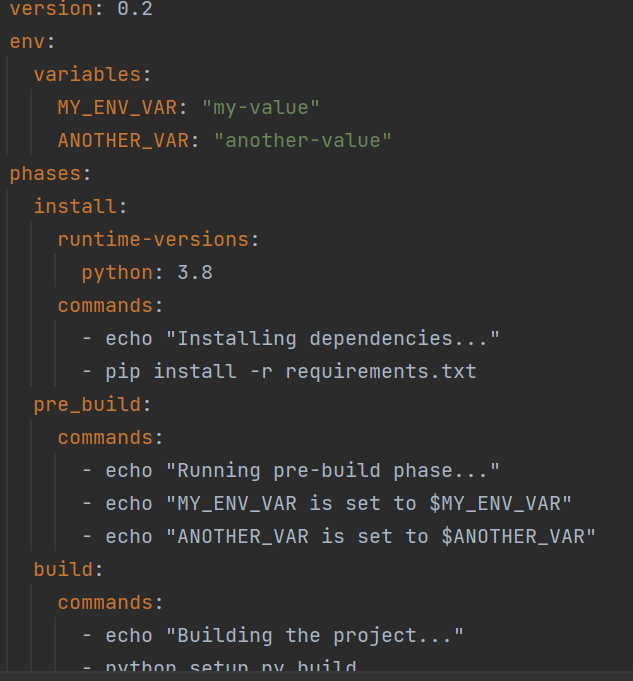 version: 0.2
env:
  variables:
    MY_ENV_VAR: "my-value"
    ANOTHER_VAR: "another-value"
phases:
  install:
    runtime-versions:
      python: 3.8
    commands:
      - echo "Installing dependencies..."
      - pip install -r requirements.txt
  pre_build:
    commands:
      - echo "Running pre-build phase..."
      - echo "MY_ENV_VAR is set to $MY_ENV_VAR"
      - echo "ANOTHER_VAR is set to $ANOTHER_VAR"
  build:
    commands:
      - echo "Building the project..."
      - python setup.py build